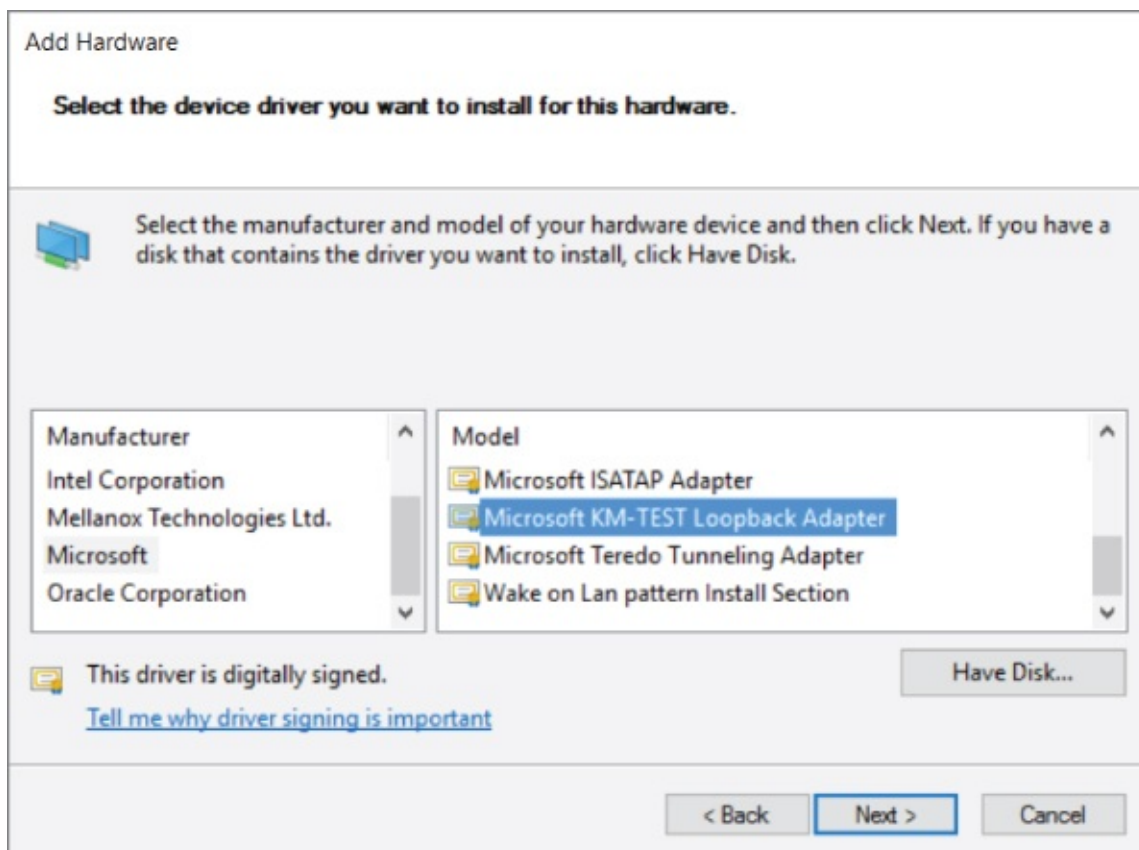 Add Hardware
Select the device driver you want to install for this hardware.
Select the manufacturer and model of your hardware device and then click Next. If you have a
disk that contains the driver you want to install, click Have Disk.
Manufacturer
Intel Corporation
Mellanox Technologies Ltd.
Microsoft
Oracle Corporation
Model
Microsoft ISATAP Adapter
Microsoft KM-TEST Loopback Adapter
Microsoft Teredo Tunneling Adapter
Wake on Lan pattern Install Section
This driver is digitally signed.
Have Disk...
Tell me why driver signing is important
< Back
Next >
Cancel